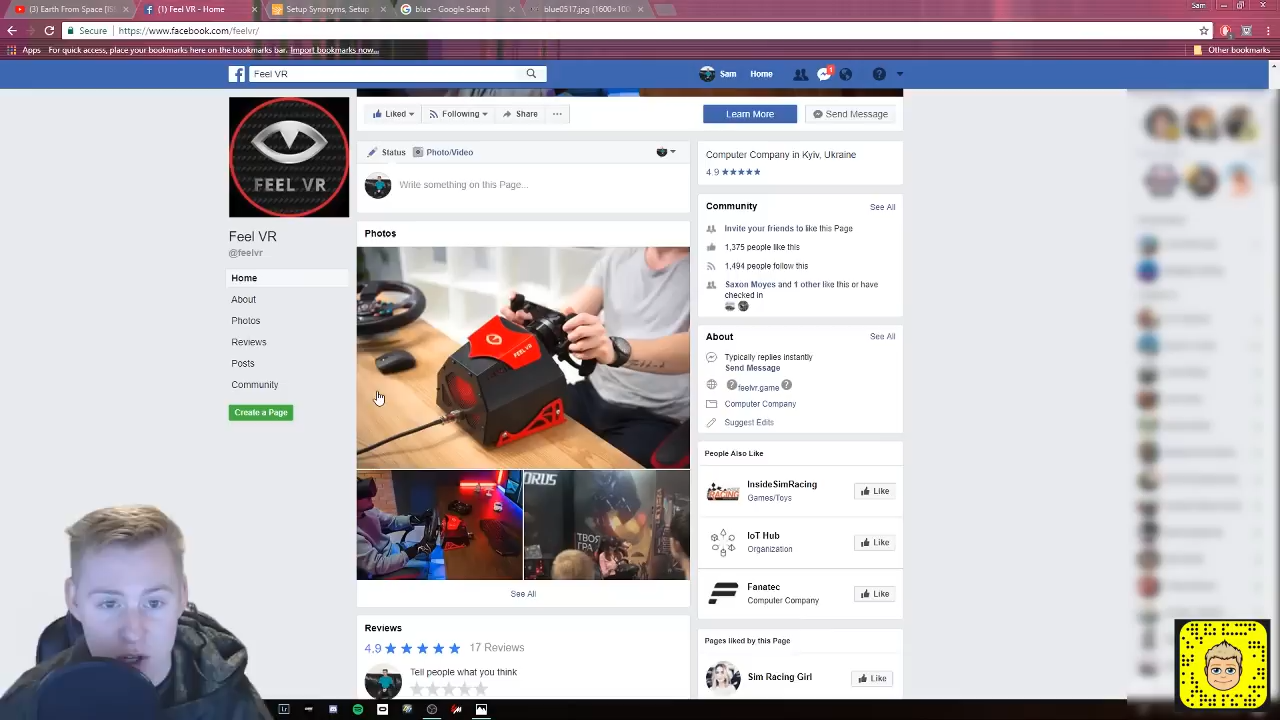 (3) Earth From Space [IS
Feel VR - Home
Setup Synonyms, Setup
blue - Google Search
blue0517.jpg (1600×10
Sam
Secure
https://www.facebook.com/feelvr/
Apps
For quick access, place your bookmarks here on the bookmarks bar. Import bookmarks now...
Other bookmarks
Feel VR
Sam
Home
1
Liked
Following
Share
Learn More
Send Message
FEEL VR
Feel VR
@feelvr
Home
About
Photos
Reviews
Posts
Community
Create a Page
Status
Photo/Video
Write something on this Page...
Photos
FEEL VR
ORUS
ТВОЯ
ГРА
See All
Reviews
4.9
17 Reviews
Tell people what you think
Computer Company in Kyiv, Ukraine
4.9
Community
See All
Invite your friends to like this Page
1,375 people like this
1,494 people follow this
Saxon Moyes and 1 other like this or have
checked in
About
See All
Typically replies instantly
Send Message
feelvr.game
Computer Company
Suggest Edits
People Also Like
InsideSimRacing
Games/Toys
Like
IoT Hub
Organization
Like
Fanatec
Computer Company
Like
Pages liked by this Page
Sim Racing Girl
Like